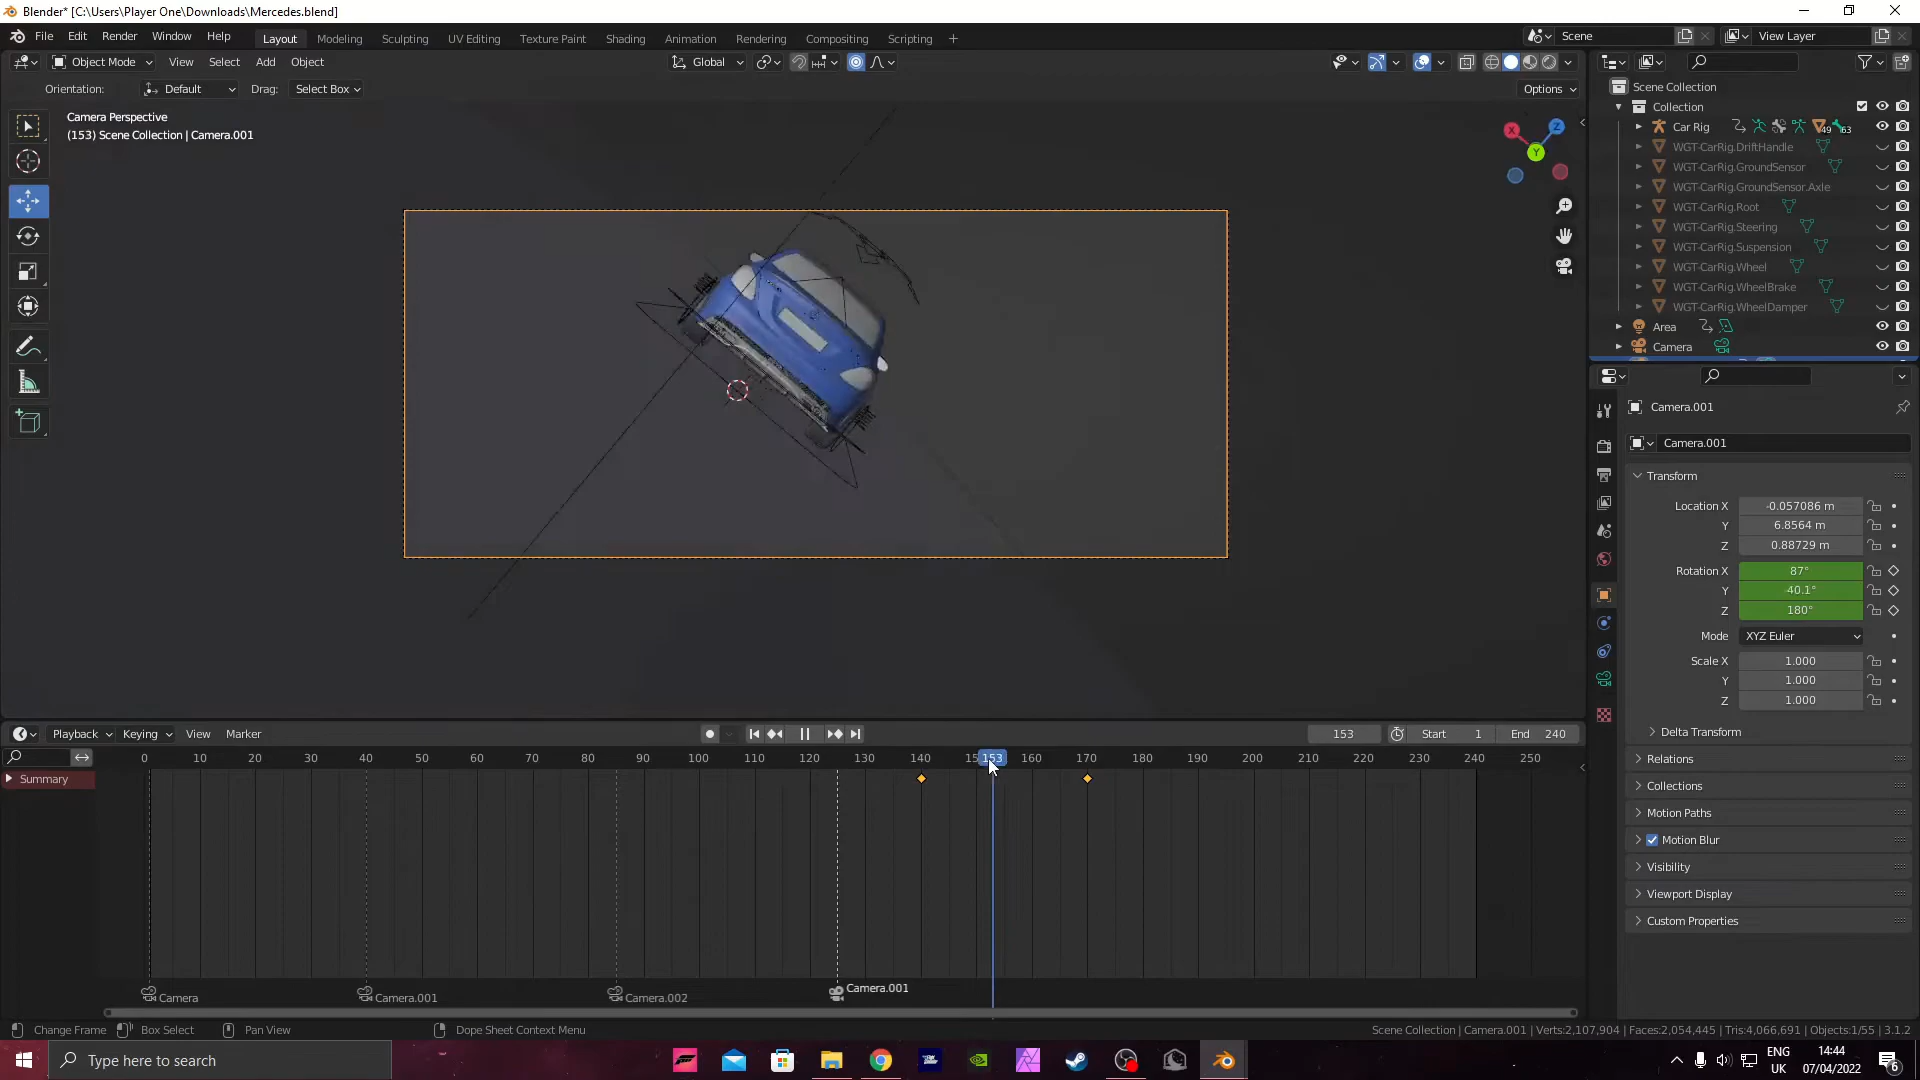 Blender* [C:\Users\Player One\Downloads\Mercedes.blend]
File Edit Render Window Help Layout Modeling Sculpting UV Editing Texture Paint Shading Animation Rendering Compositing Scripting Scene View Layer
Object Mode View Select Add Object Global
Orientation: Default Drag: Select Box Options
Camera Perspective
(153) Scene Collection | Camera.001
X Z Y
Scene Collection
Collection
Car Rig 49 63
WGT-CarRig.DriftHandle
WGT-CarRig.GroundSensor
WGT-CarRig.GroundSensor.Axle
WGT-CarRig.Root
WGT-CarRig.Steering
WGT-CarRig.Suspension
WGT-CarRig.Wheel
WGT-CarRig.WheelBrake
WGT-CarRig.WheelDamper
Area
Camera
Camera.001
Camera.001
Transform
Location X -0.057086 m
Y 6.8564 m
Z 0.88729 m
Rotation X 87°
Y 40.1°
Z 180°
Mode XYZ Euler
Scale X 1.000
Y 1.000
Z 1.000
Delta Transform
Relations
Collections
Motion Paths
Motion Blur
Visibility
Viewport Display
Custom Properties
Playback Keying View Marker 153 Start 1 End 240
0 10 20 30 40 50 60 70 80 90 100 110 120 130 140 15 153 160 170 180 190 200 210 220 230 240 250
Summary
Camera Camera.001 Camera.002 Camera.001
Change Frame Box Select Pan View Dope Sheet Context Menu Scene Collection | Camera.001 | Verts:2,107,904 | Faces:2,054,445 | Tris:4,066,691 | Objects:1/55 | 3.1.2
Type here to search
ENG
UK
14:44
07/04/2022
6